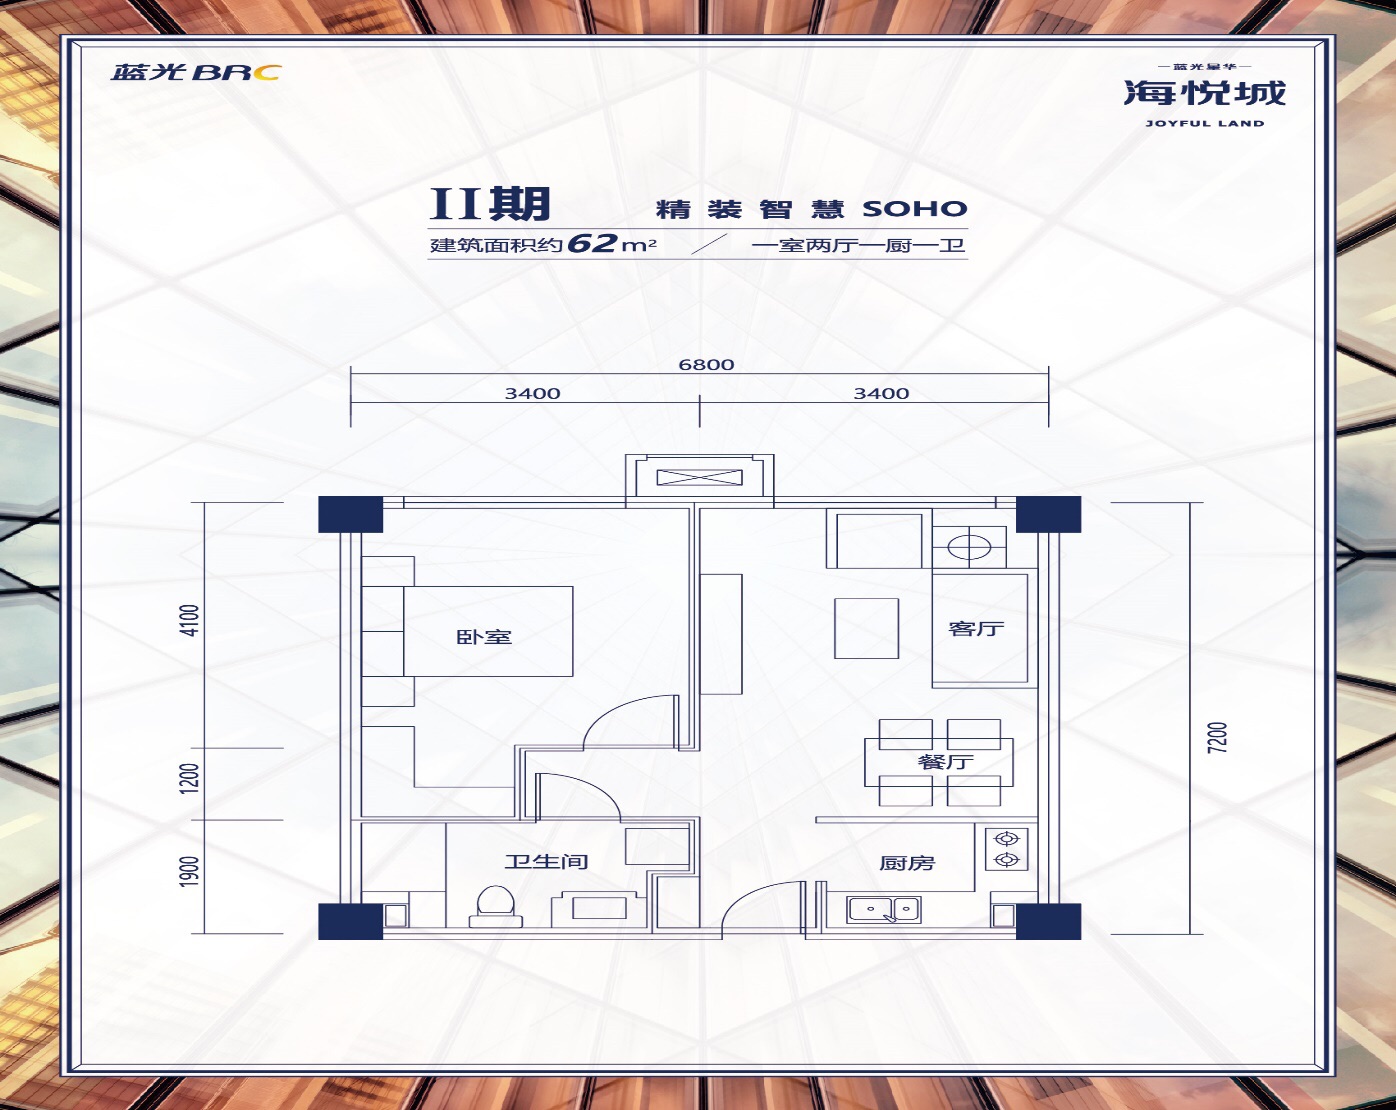 蓝光BRC
蓝光昱华
海悦城
JOYFUL LAND
II期 精装智慧SOHO
建筑面积约62m² / 一室两厅一厨一卫
6800
3400 3400
4100
1200
1900
7200
卧室
客厅
餐厅
卫生间
厨房